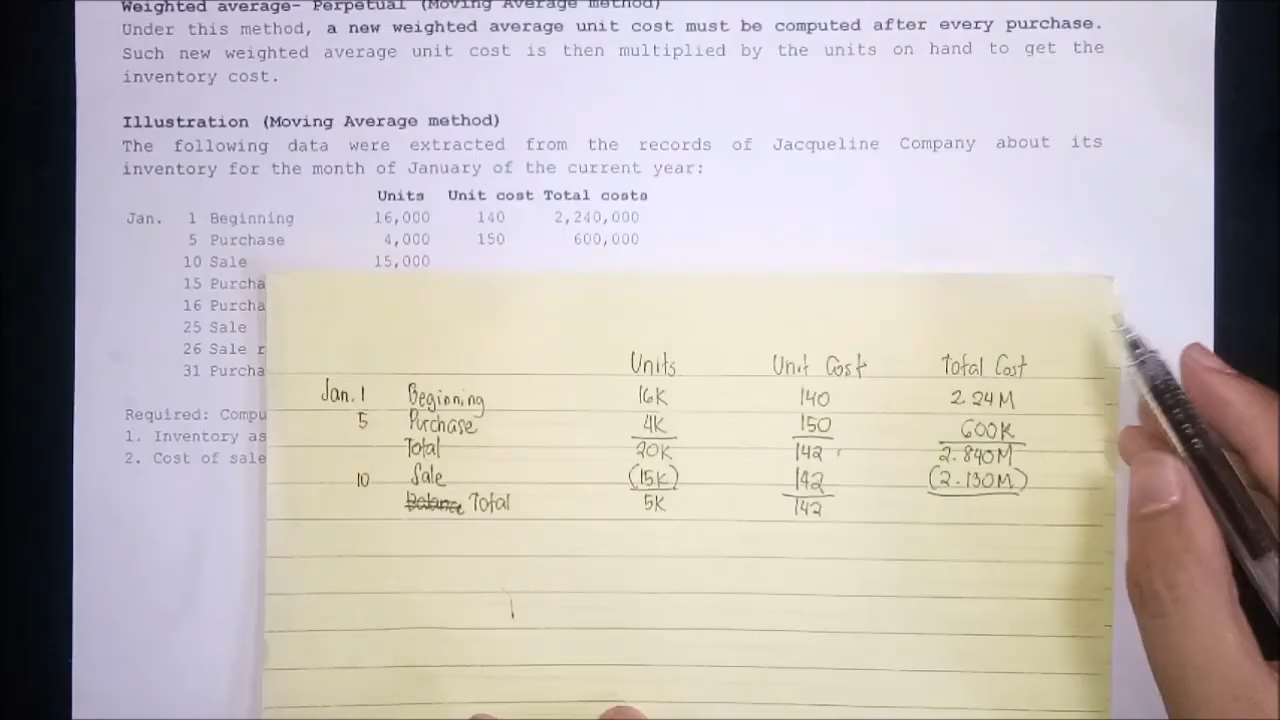 Weighted average- Perpetual (Moving Average method)
Under this method, a new weighted average unit cost must be computed after every purchase.
Such new weighted average unit cost is then multiplied by the units on hand to get the
inventory cost.
Illustration (Moving Average method)
The following data were extracted from the records of Jacqueline Company about its
inventory for the month of January of the current year:
Units Unit cost Total costs
Jan. 1 Beginning 16,000 140 2,240,000
5 Purchase 4,000 150 600,000
10 Sale 15,000
15 Purcha
16 Purcha
25 Sale
26 Sale r
31 Purcha
Required: Compu
1. Inventory as
2. Cost of sale
Units Unit Cost Total Cost
Jan. 1 Beginning 16K 140 2.24M
5 Purchase 4K 150 600K
Total 20K 142 2.840M
10 Sale (15K) 142 (2.130M)
Balance Total 5K 142